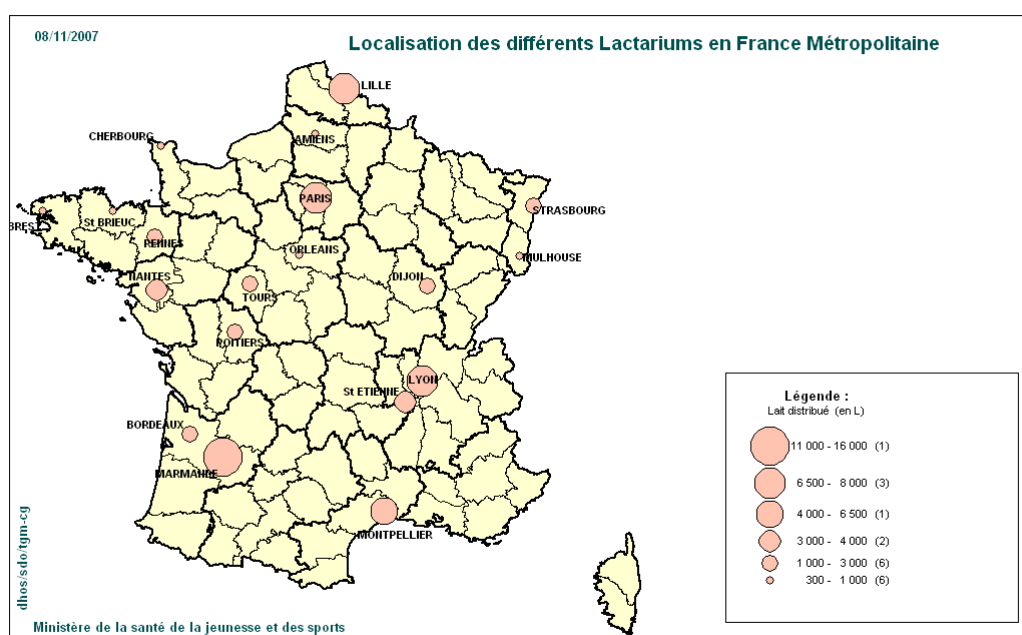 08/11/2007
Localisation des différents Lactariums en France Métropolitaine
LILLE
AMIENS
CHERBOURG
PARIS
STRASBOURG
BREST
St BRIEUC
RENNES
ORLEANS
MULHOUSE
NANTES
DIJON
TOURS
POITIERS
LYON
St ETIENNE
BORDEAUX
MARMANDE
MONTPELLIER
Légende :
Lait distribué (en L)
11 000 - 16 000 (1)
6 500 - 8 000 (3)
4 000 - 6 500 (1)
3 000 - 4 000 (2)
1 000 - 3 000 (6)
300 - 1 000 (6)
dhos/sdo/tgm-cg
Ministère de la santé de la jeunesse et des sports